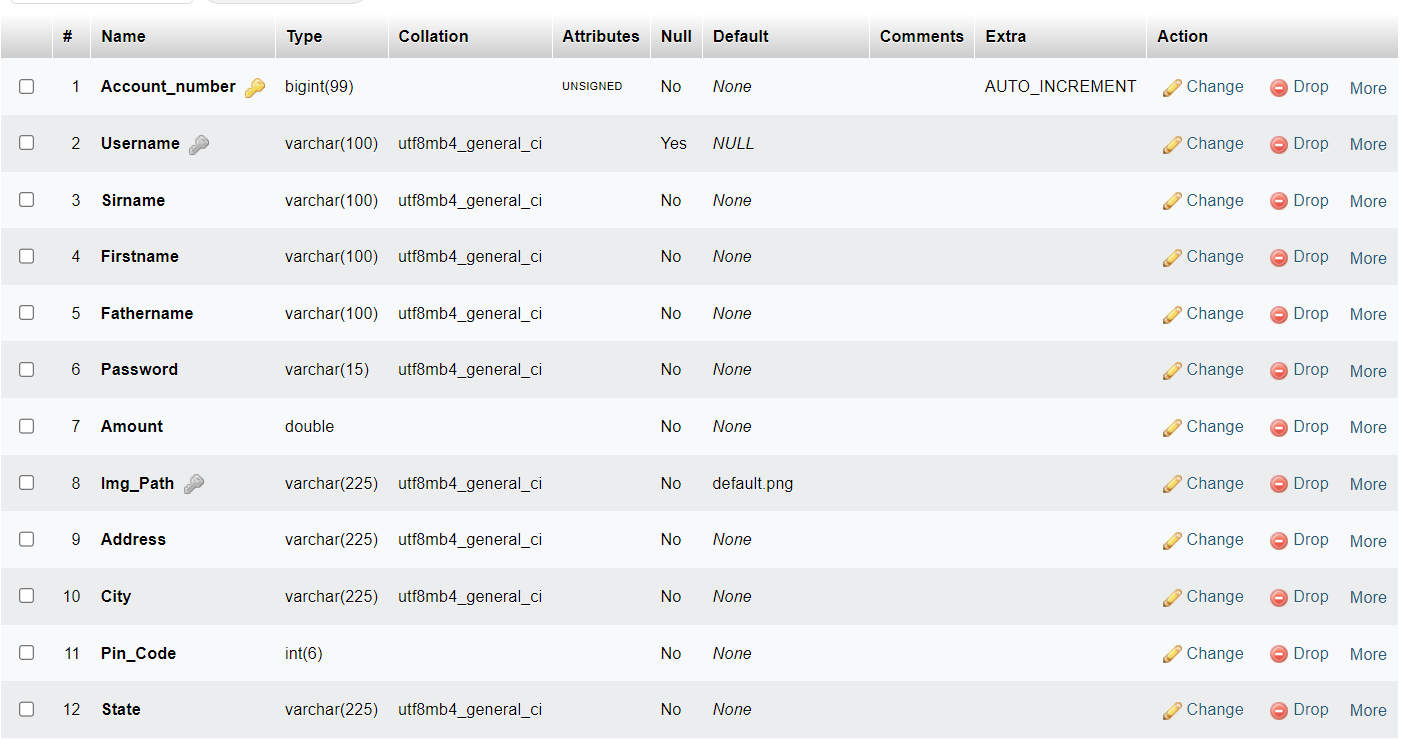 # Name Type Collation Attributes Null Default Comments Extra Action
1 Account_number bigint(99) UNSIGNED No None AUTO_INCREMENT Change Drop More
2 Username varchar(100) utf8mb4_general_ci Yes NULL Change Drop More
3 Sirname varchar(100) utf8mb4_general_ci No None Change Drop More
4 Firstname varchar(100) utf8mb4_general_ci No None Change Drop More
5 Fathername varchar(100) utf8mb4_general_ci No None Change Drop More
6 Password varchar(15) utf8mb4_general_ci No None Change Drop More
7 Amount double No None Change Drop More
8 Img_Path varchar(225) utf8mb4_general_ci No default.png Change Drop More
9 Address varchar(225) utf8mb4_general_ci No None Change Drop More
10 City varchar(225) utf8mb4_general_ci No None Change Drop More
11 Pin_Code int(6) No None Change Drop More
12 State varchar(225) utf8mb4_general_ci No None Change Drop More